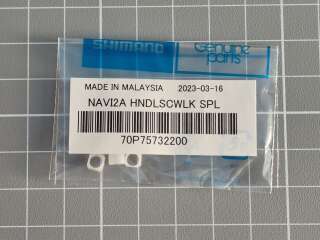 SHIMANO
Genuine
parts
MADE IN MALAYSIA 2023-03-16
NAVI2A HNDLSCWLK SPL
70P75732200